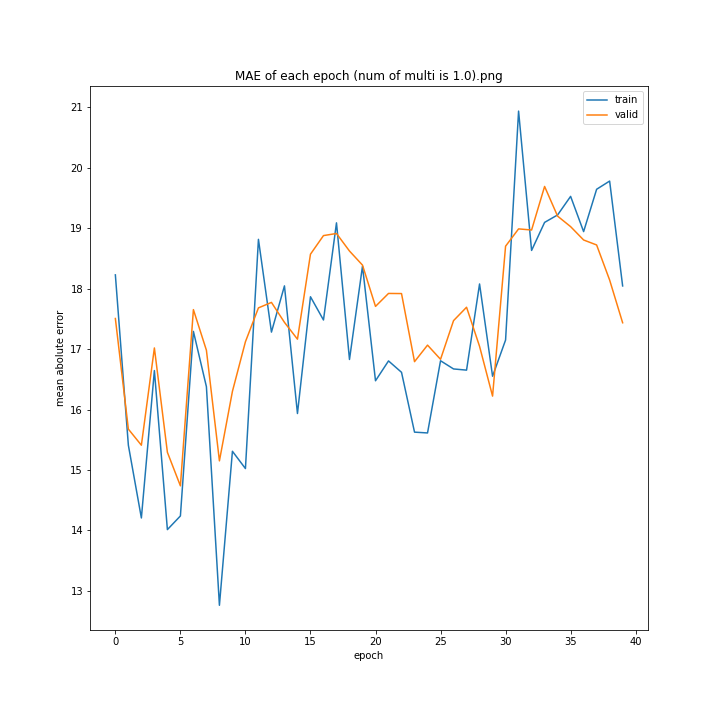 MAE of each epoch (num of multi is 1.0).png
train
valid
21
20
19
18
17
16
15
14
13
mean abolute error
0 5 10 15 20 25 30 35 40
epoch